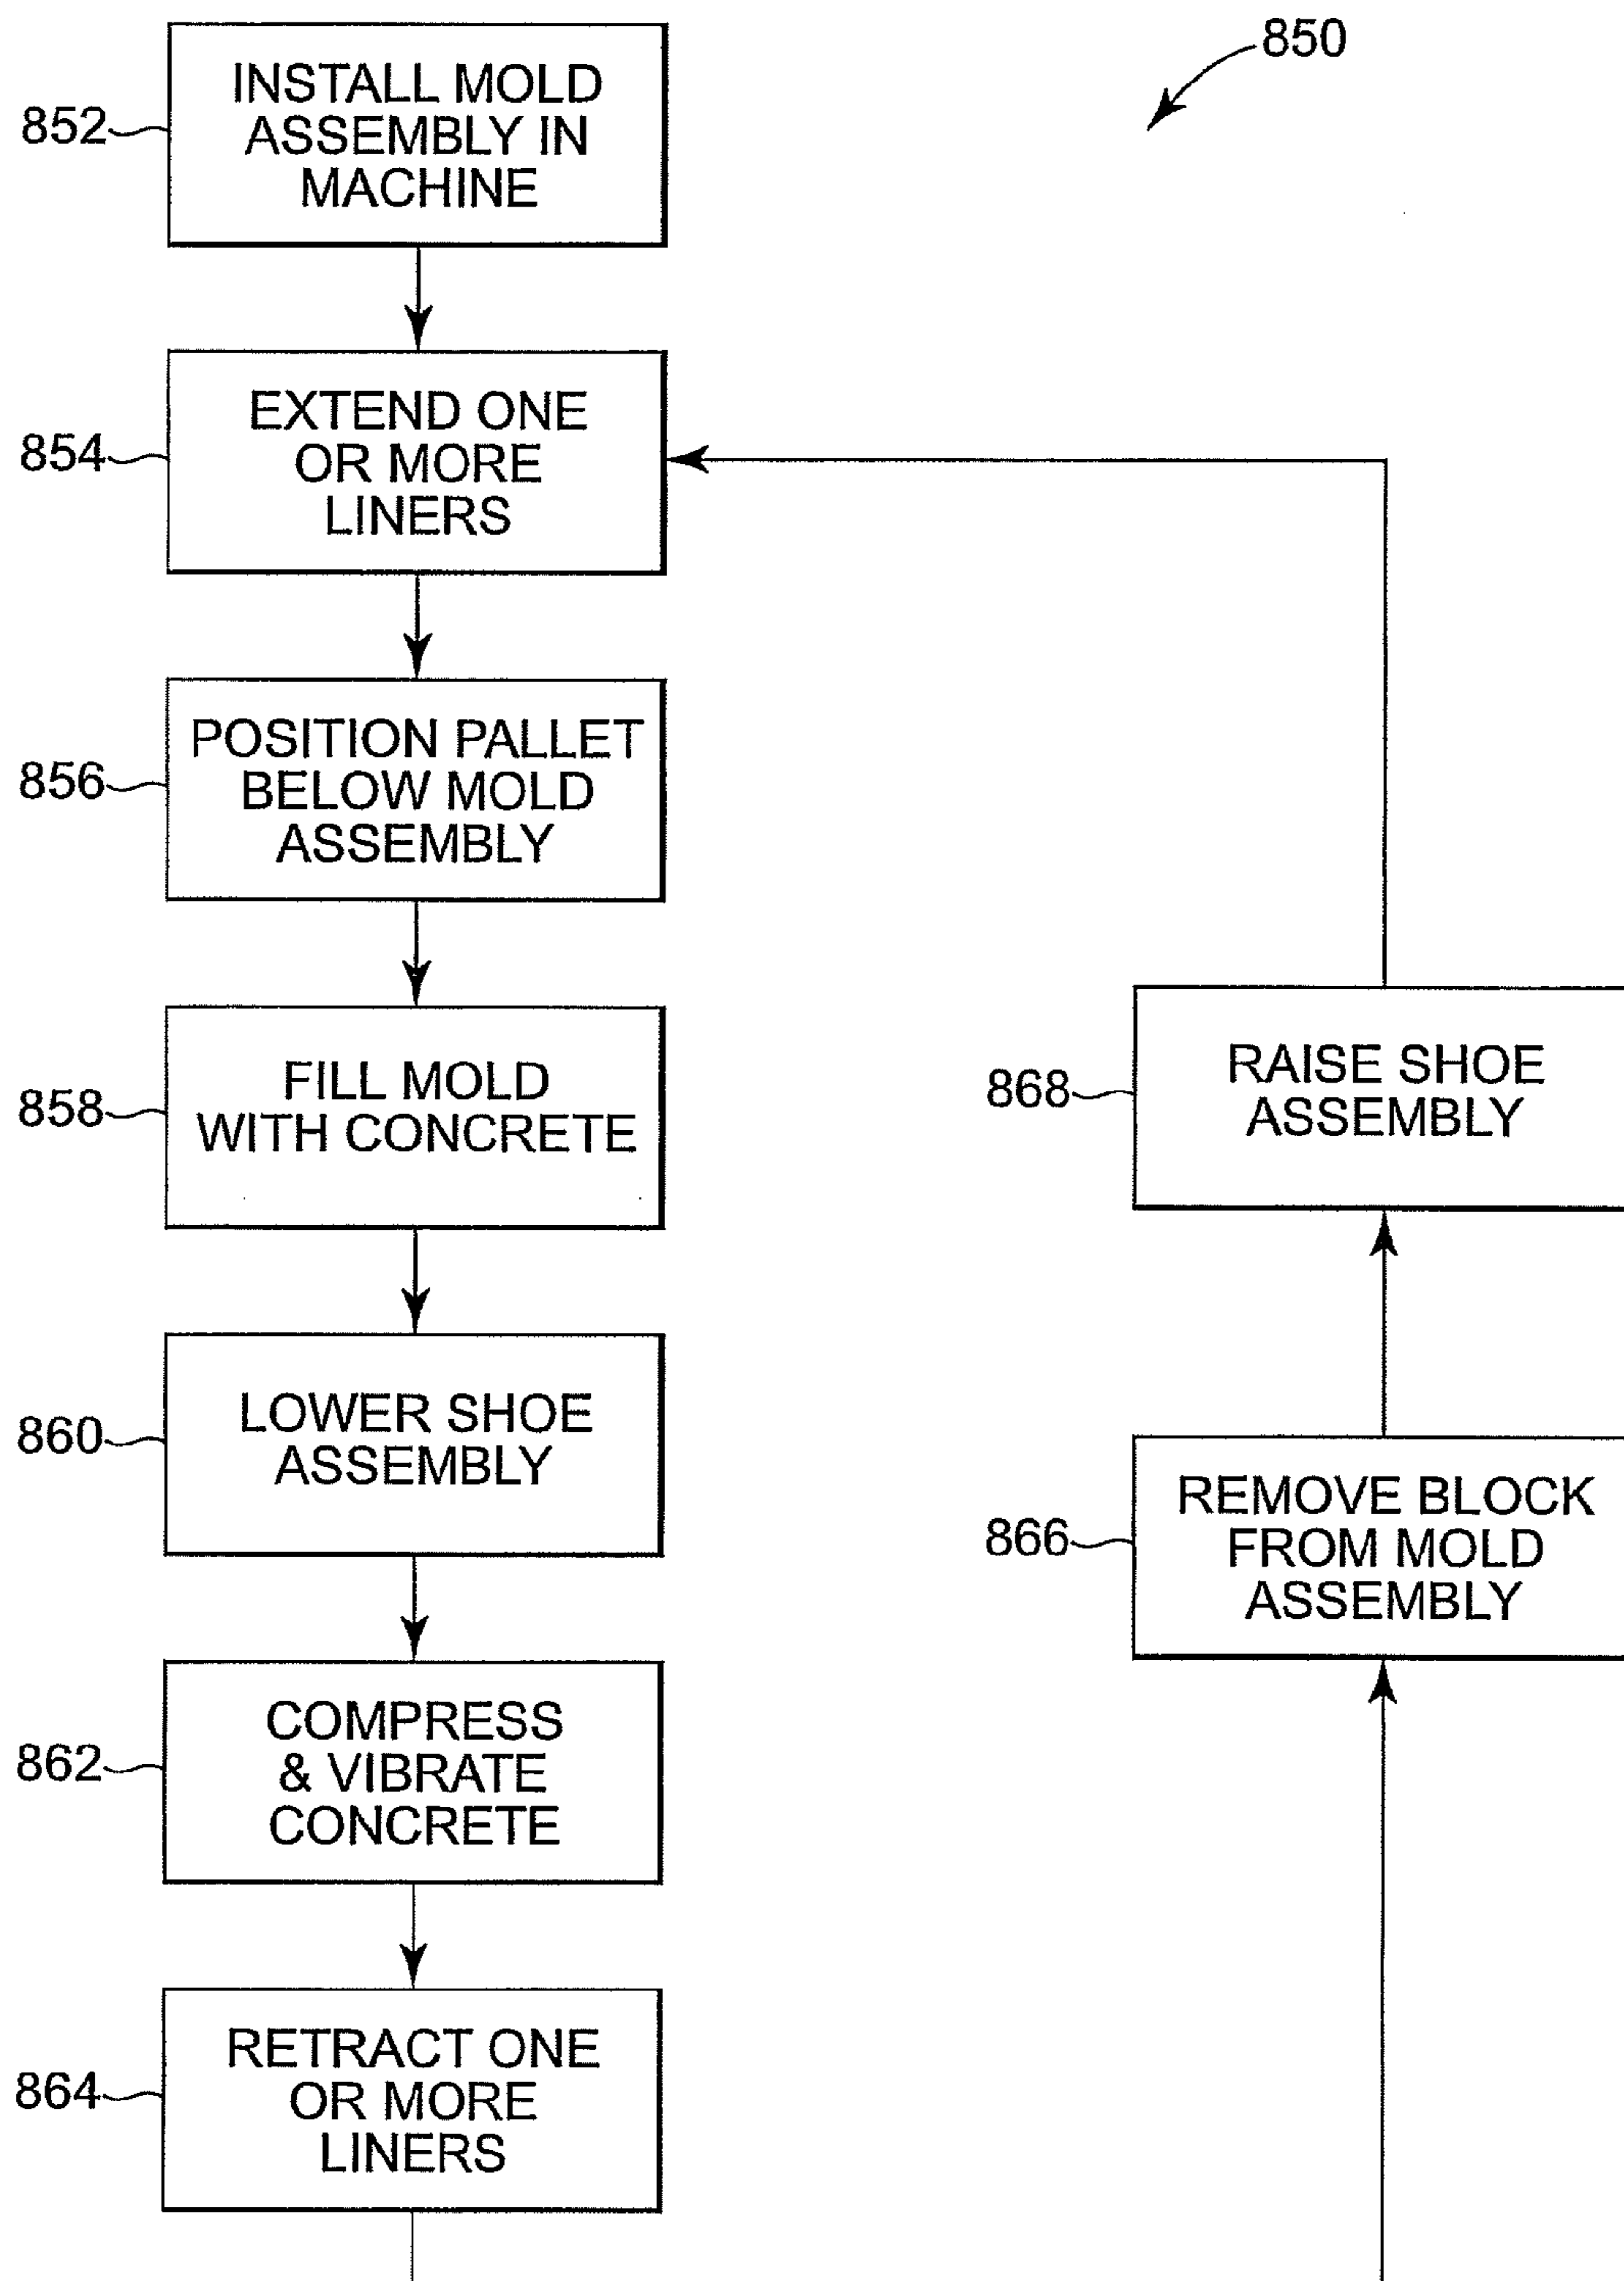 850
852
INSTALL MOLD
ASSEMBLY IN
MACHINE
854
EXTEND ONE
OR MORE
LINERS
856
POSITION PALLET
BELOW MOLD
ASSEMBLY
858
FILL MOLD
WITH CONCRETE
860
LOWER SHOE
ASSEMBLY
862
COMPRESS
& VIBRATE
CONCRETE
864
RETRACT ONE
OR MORE
LINERS
866
REMOVE BLOCK
FROM MOLD
ASSEMBLY
868
RAISE SHOE
ASSEMBLY